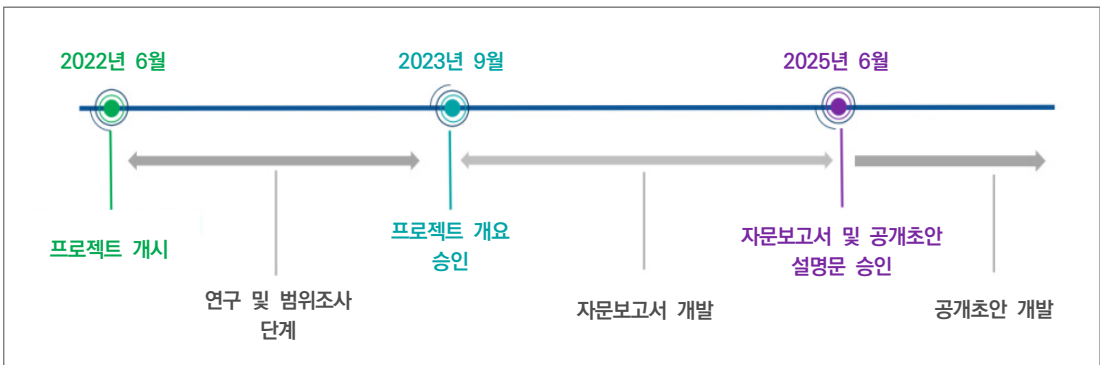 2022년 6월
2023년 9월
2025년 6월
프로젝트 개시
프로젝트 개요
승인
자문보고서 및 공개초안
설명문 승인
연구 및 범위조사
단계
자문보고서 개발
공개초안 개발